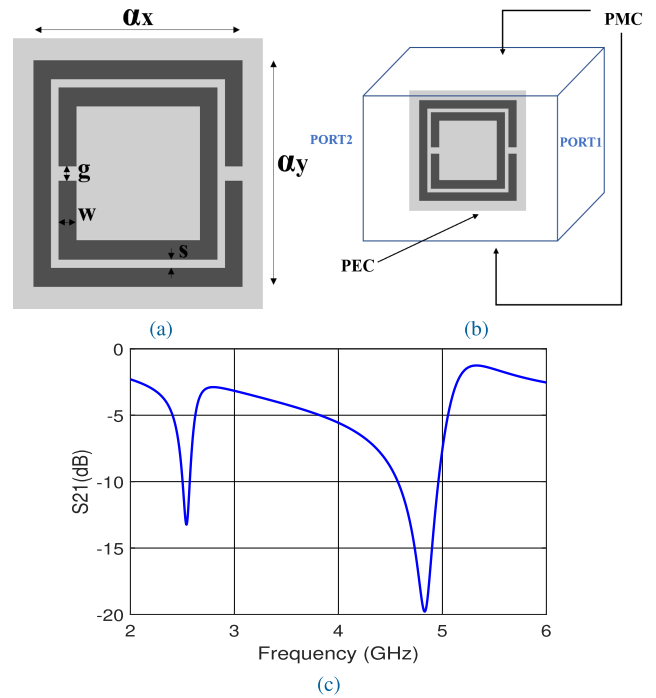 αx
αy
g
w
s
(a)
PMC
PORT2
PORT1
PEC
(b)
0
-5
-10
-15
-20
S21(dB)
2 3 4 5 6
Frequency (GHz)
(c)